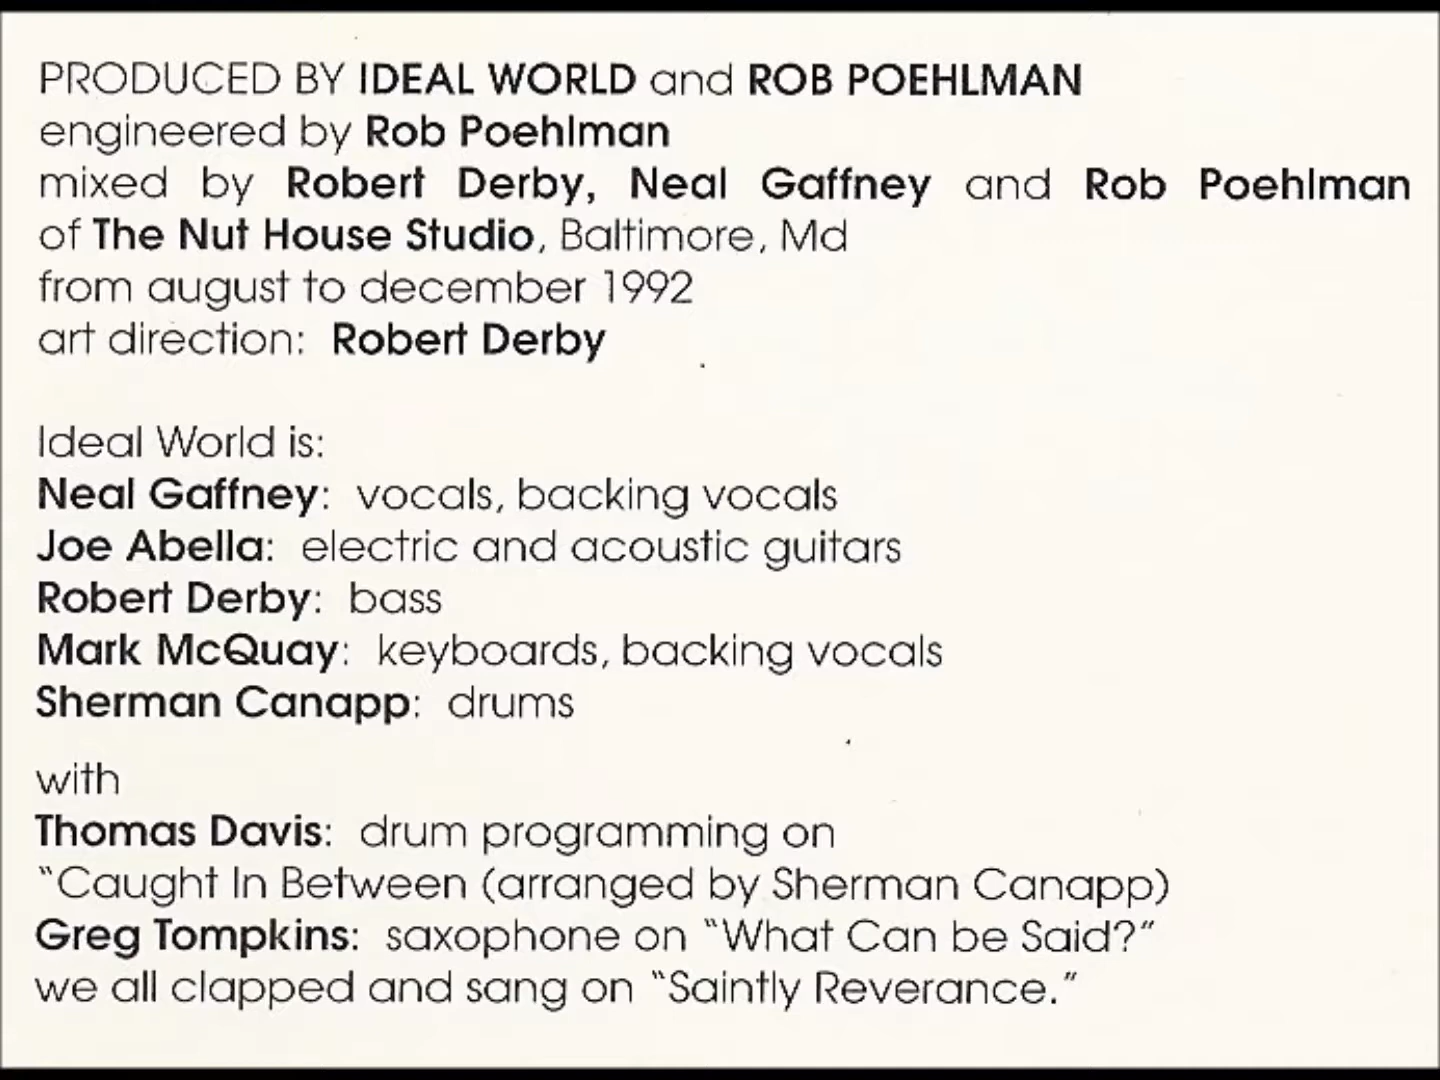 PRODUCED BY IDEAL WORLD and ROB POEHLMAN
engineered by Rob Poehlman
mixed by Robert Derby, Neal Gaffney and Rob Poehlman
of The Nut House Studio, Baltimore, Md
from august to december 1992
art direction: Robert Derby
Ideal World is:
Neal Gaffney: vocals, backing vocals
Joe Abella: electric and acoustic guitars
Robert Derby: bass
Mark McQuay: keyboards, backing vocals
Sherman Canapp: drums
with
Thomas Davis: drum programming on
"Caught In Between (arranged by Sherman Canapp)
Greg Tompkins: saxophone on "What Can be Said?"
we all clapped and sang on "Saintly Reverance."